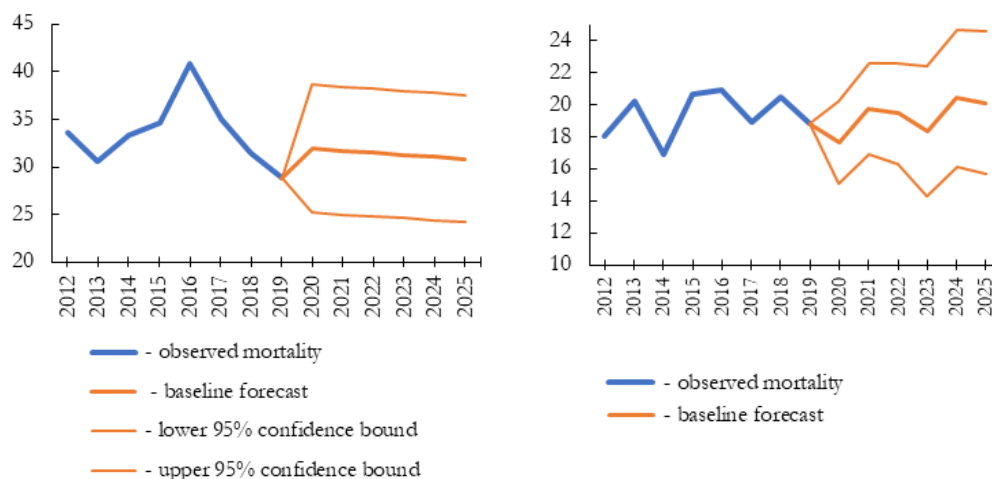 45
40
35
30
25
20
2012 2013 2014 2015 2016 2017 2018 2019 2020 2021 2022 2023 2024 2025
- observed mortality
- baseline forecast
- lower 95% confidence bound
- upper 95% confidence bound
24
22
20
18
16
14
12
10
2012 2013 2014 2015 2016 2017 2018 2019 2020 2021 2022 2023 2024 2025
- observed mortality
- baseline forecast